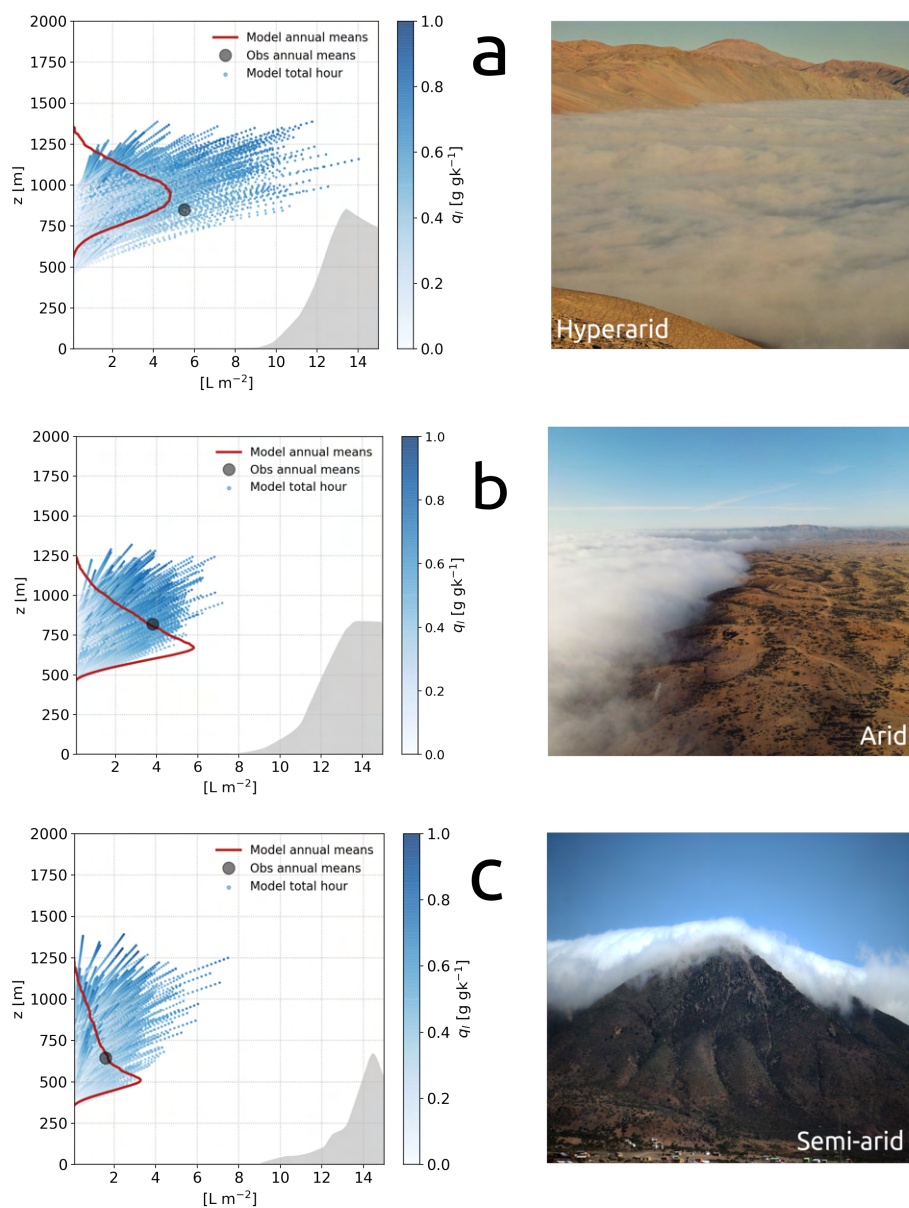 2000
1750
1500
1250
1000
750
500
250
0
z [m]
2 4 6 8 10 12 14
[L m⁻²]
Model annual means
Obs annual means
Model total hour
1.0
0.8
0.6
0.4
0.2
0.0
qₗ [g gk⁻¹]
a
Hyperarid
2000
1750
1500
1250
1000
750
500
250
0
z [m]
2 4 6 8 10 12 14
[L m⁻²]
Model annual means
Obs annual means
Model total hour
1.0
0.8
0.6
0.4
0.2
0.0
qₗ [g gk⁻¹]
b
Arid
2000
1750
1500
1250
1000
750
500
250
0
z [m]
2 4 6 8 10 12 14
[L m⁻²]
Model annual means
Obs annual means
Model total hour
1.0
0.8
0.6
0.4
0.2
0.0
qₗ [g gk⁻¹]
c
Semi-arid